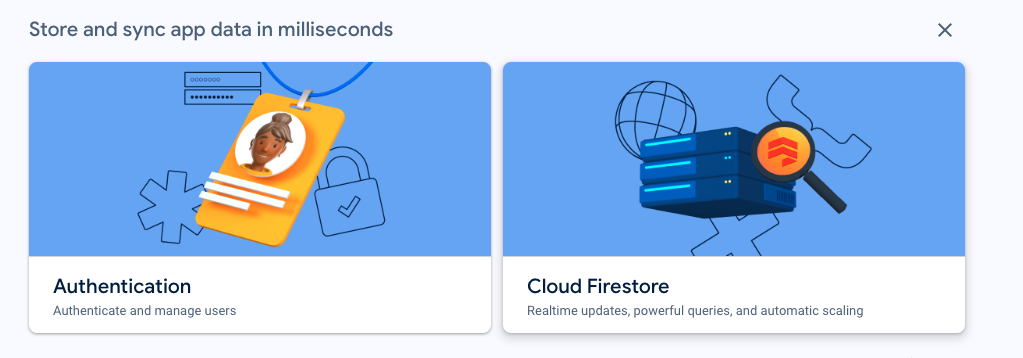 Store and sync app data in milliseconds
Authentication
Authenticate and manage users
Cloud Firestore
Realtime updates, powerful queries, and automatic scaling